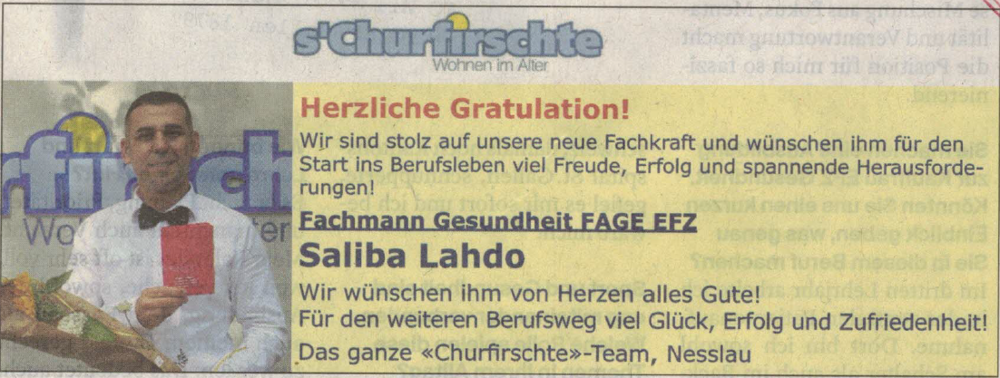 s'Churfirschte
Wohnen im Alter
Herzliche Gratulation!
Wir sind stolz auf unsere neue Fachkraft und wünschen ihm für den
Start ins Berufsleben viel Freude, Erfolg und spannende Herausforde-
rungen!
Fachmann Gesundheit FAGE EFZ
Saliba Lahdo
Wir wünschen ihm von Herzen alles Gute!
Für den weiteren Berufsweg viel Glück, Erfolg und Zufriedenheit!
Das ganze «Churfirschte»-Team, Nesslau